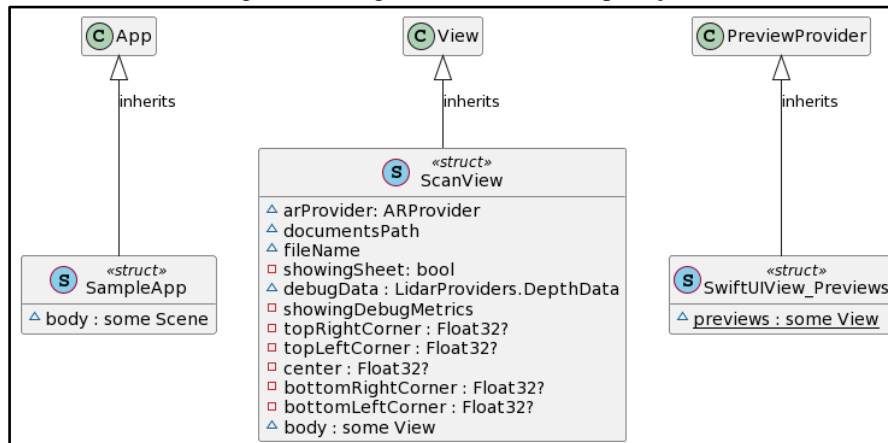 C App
C View
C PreviewProvider
inherits
inherits
inherits
«struct»
S ScanView
arProvider: ARProvider
documentsPath
fileName
showingSheet: bool
debugData : LidarProviders.DepthData
showingDebugMetrics
topRightCorner : Float32?
topLeftCorner : Float32?
center : Float32?
bottomRightCorner : Float32?
bottomLeftCorner : Float32?
body : some View
«struct»
S SampleApp
body : some Scene
«struct»
S SwiftUIView_Previews
previews : some View